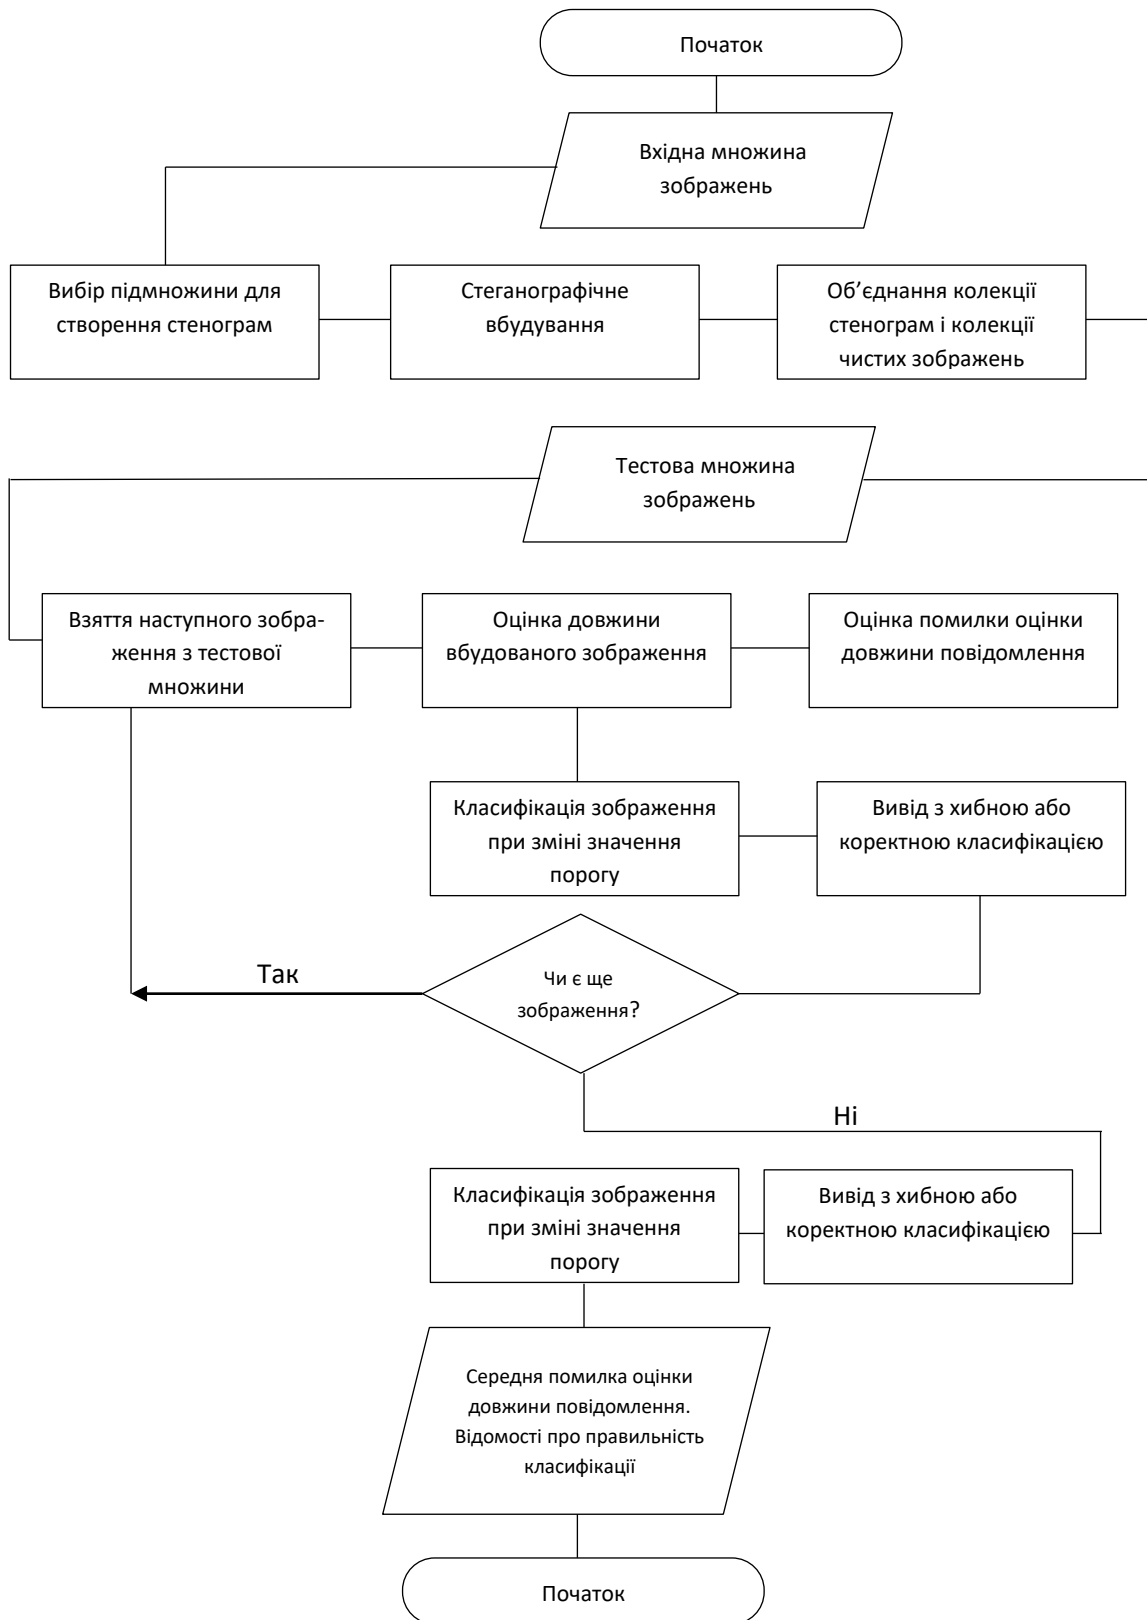 Початок
Вхідна множина
зображень
Вибір підмножини для
створення стенограм
Стеганографічне
вбудування
Об’єднання колекції
стенограм і колекції
чистих зображень
Тестова множина
зображень
Взяття наступного зобра-
ження з тестової
множини
Оцінка довжини
вбудованого зображення
Оцінка помилки оцінки
довжини повідомлення
Класифікація зображення
при зміні значення
порогу
Вивід з хибною або
коректною класифікацією
Так
Чи є ще
зображення?
Ні
Класифікація зображення
при зміні значення
порогу
Вивід з хибною або
коректною класифікацією
Середня помилка оцінки
довжини повідомлення.
Відомості про правильність
класифікації
Початок